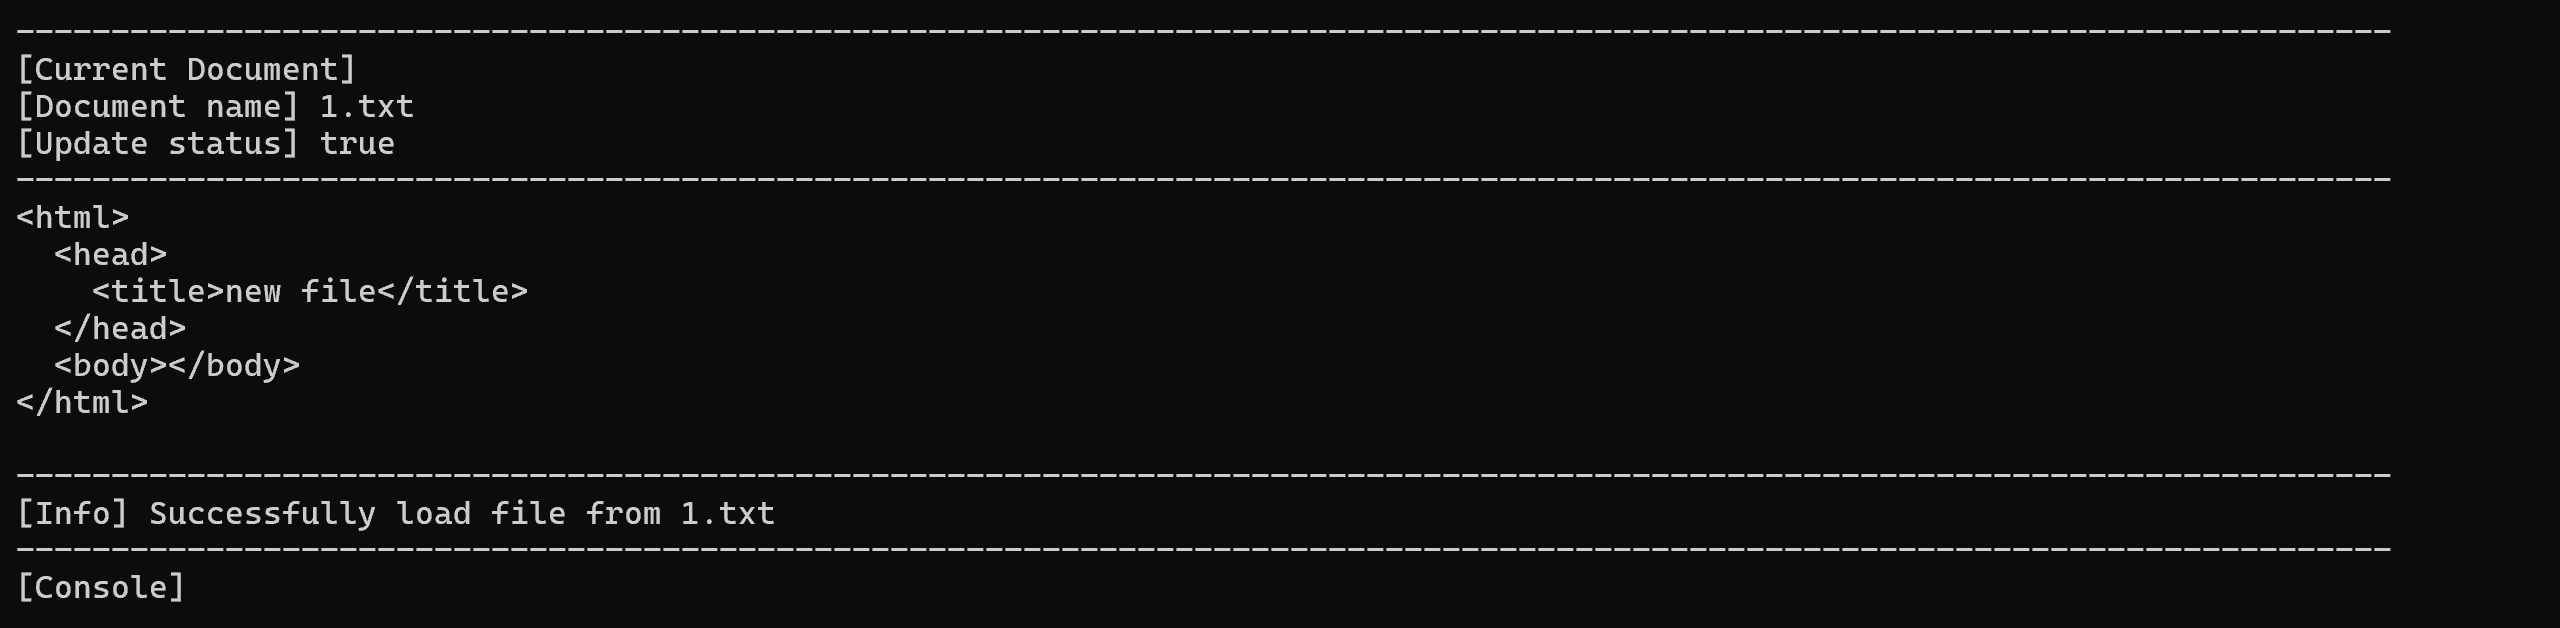 -----------------------------------------------------------------------------------------------------------------------------
[Current Document]
[Document name] 1.txt
[Update status] true
-----------------------------------------------------------------------------------------------------------------------------
<html>
  <head>
    <title>new file</title>
  </head>
  <body></body>
</html>

-----------------------------------------------------------------------------------------------------------------------------
[Info] Successfully load file from 1.txt
-----------------------------------------------------------------------------------------------------------------------------
[Console]